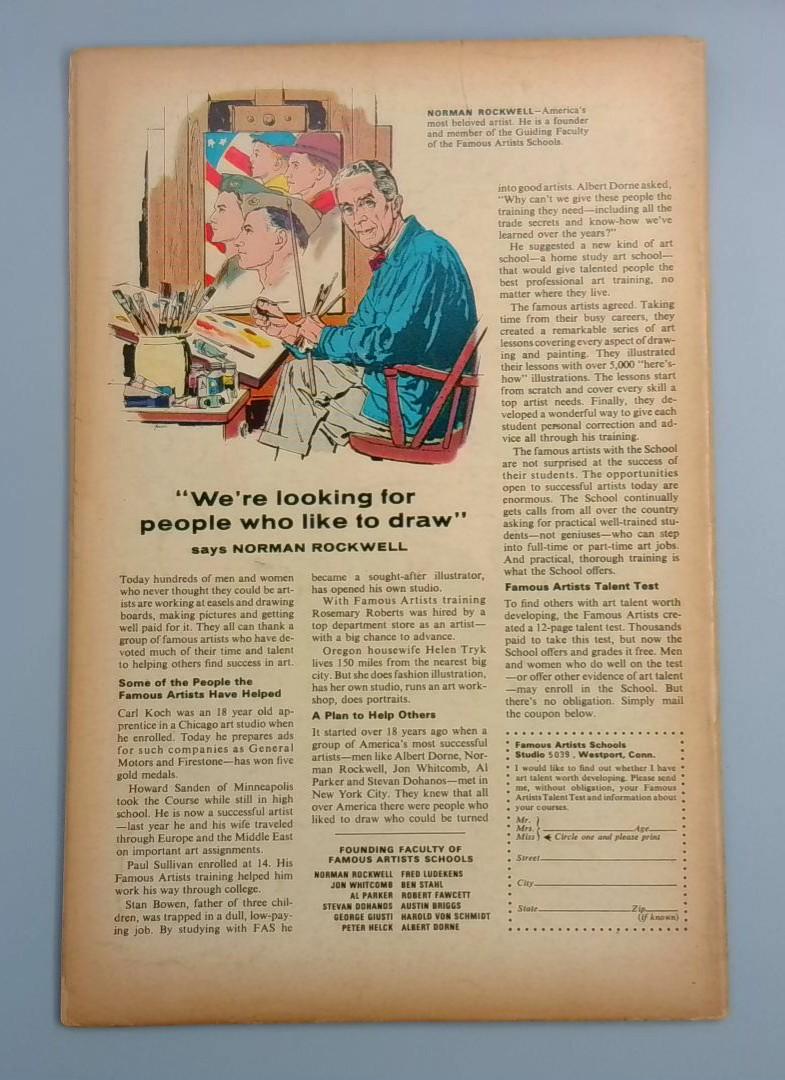 NORMAN ROCKWELL—America's
most beloved artist. He is a founder
and member of the Guiding Faculty
of the Famous Artists Schools.
"We're looking for
people who like to draw"
says NORMAN ROCKWELL
Today hundreds of men and women
who never thought they could be art-
ists are working at easels and drawing
boards, making pictures and getting
well paid for it. They all can thank a
group of famous artists who have de-
voted much of their time and talent
to helping others find success in art.
Some of the People the
Famous Artists Have Helped
Carl Koch was an 18 year old ap-
prentice in a Chicago art studio when
he enrolled. Today he prepares ads
for such companies as General
Motors and Firestone—has won five
gold medals.
Howard Sanden of Minneapolis
took the Course while still in high
school. He is now a successful artist
—last year he and his wife traveled
through Europe and the Middle East
on important art assignments.
Paul Sullivan enrolled at 14. His
Famous Artists training helped him
work his way through college.
Stan Bowen, father of three chil-
dren, was trapped in a dull, low-pay-
ing job. By studying with FAS he
became a sought-after illustrator,
has opened his own studio.
With Famous Artists training
Rosemary Roberts was hired by a
top department store as an artist—
with a big chance to advance.
Oregon housewife Helen Tryk
lives 150 miles from the nearest big
city. But she does fashion illustration,
has her own studio, runs an art work-
shop, does portraits.
A Plan to Help Others
It started over 18 years ago when a
group of America's most successful
artists—men like Albert Dorne, Nor-
man Rockwell, Jon Whitcomb, Al
Parker and Stevan Dohanos—met in
New York City. They knew that all
over America there were people who
liked to draw who could be turned
FOUNDING FACULTY OF
FAMOUS ARTISTS SCHOOLS
NORMAN ROCKWELL FRED LUDEKENS
JON WHITCOMB BEN STAHL
AL PARKER ROBERT FAWCETT
STEVAN DOHANOS AUSTIN BRIGGS
GEORGE GIUSTI HAROLD VON SCHMIDT
PETER HELCK ALBERT DORNE
into good artists. Albert Dorne asked,
"Why can't we give these people the
training they need—including all the
trade secrets and know-how we've
learned over the years?"
He suggested a new kind of art
school—a home study art school—
that would give talented people the
best professional art training, no
matter where they live.
The famous artists agreed. Taking
time from their busy careers, they
created a remarkable series of art
lessons covering every aspect of draw-
ing and painting. They illustrated
their lessons with over 5,000 "here's-
how" illustrations. The lessons start
from scratch and cover every skill a
top artist needs. Finally, they de-
veloped a wonderful way to give each
student personal correction and ad-
vice all through his training.
The famous artists with the School
are not surprised at the success of
their students. The opportunities
open to successful artists today are
enormous. The School continually
gets calls from all over the country
asking for practical well-trained stu-
dents—not geniuses—who can step
into full-time or part-time art jobs.
And practical, thorough training is
what the School offers.
Famous Artists Talent Test
To find others with art talent worth
developing, the Famous Artists cre-
ated a 12-page talent test. Thousands
paid to take this test, but now the
School offers and grades it free. Men
and women who do well on the test
—or offer other evidence of art talent
—may enroll in the School. But
there's no obligation. Simply mail
the coupon below.
Famous Artists Schools
Studio 5039, Westport, Conn.
I would like to find out whether I have
art talent worth developing. Please send
me, without obligation, your Famous
Artists Talent Test and information about
your courses.
Mr.
Mrs. Age
Miss Circle one and please print
Street
City
State Zip
(if known)